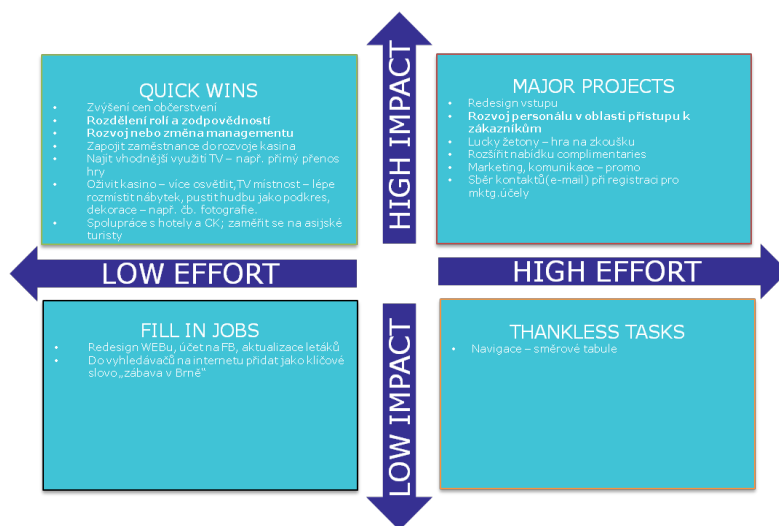 HIGH IMPACT
QUICK WINS
Zvýšení cen občerstvení
Rozdělení rolí a zodpovědností
Rozvoj nebo změna managementu
Zapojit zaměstnance do rozvoje kasina
Najít vhodnější využití TV – např. přímý přenos
hry
Oživit kasino – více osvětlit, TV místnost – lépe
rozmístit nábytek, pustit hudbu jako podkres,
dekorace – např. čb. fotografie.
Spolupráce s hotely a CK; zaměřit se na asijské
turisty
MAJOR PROJECTS
Redesign vstupu
Rozvoj personálu v oblasti přístupu k
zákazníkům
Lucky žetony – hra na zkoušku
Rozšířit nabídku complimentaries
Marketing, komunikace – promo
Sběr kontaktů(e-mail) při registraci pro
mktg.účely
LOW EFFORT
HIGH EFFORT
FILL IN JOBS
Redesign WEBu, účet na FB, aktualizace letáků
Do vyhledávačů na internetu přidat jako klíčové
slovo„zábava v Brně"
LOW IMPACT
THANKLESS TASKS
Navigace – směrové tabule